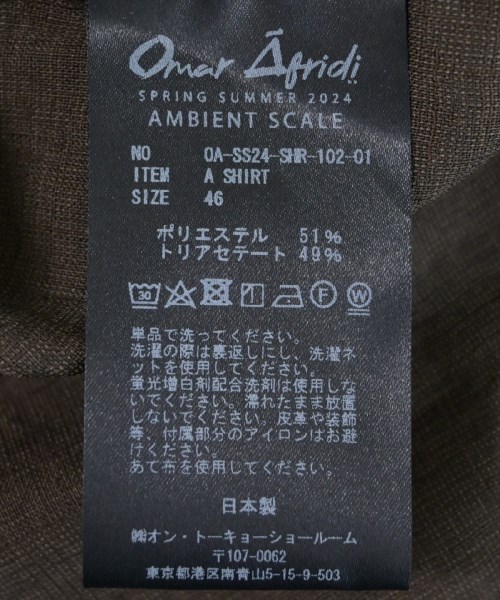 Omar Āfridi
SPRING SUMMER 2024
AMBIENT SCALE
NO OA-SS24-SHR-102-01
ITEM A SHIRT
SIZE 46
ポリエステル 51%
トリアセテート 49%
30 F W
単品で洗ってください。
洗濯の際は裏返しにし、洗濯ネ
ットを使用してください。
蛍光増白剤配合洗剤は使用しな
いでください。濡れたまま放置
しないでください。皮革や装飾
等、付属部分のアイロンはお避
けください。
あて布を使用してください。
日本製
㈱オン・トーキョーショールーム
〒107-0062
東京都港区南青山5-15-9-503